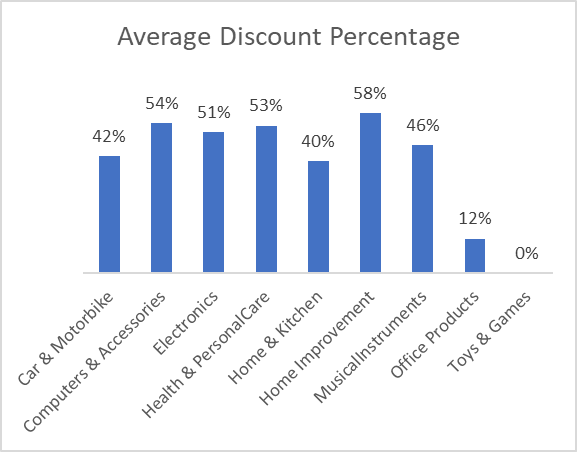 Average Discount Percentage
42%
54%
51%
53%
40%
58%
46%
12%
0%
Car & Motorbike
Computers & Accessories
Electronics
Health & PersonalCare
Home & Kitchen
Home Improvement
MusicalInstruments
Office Products
Toys & Games